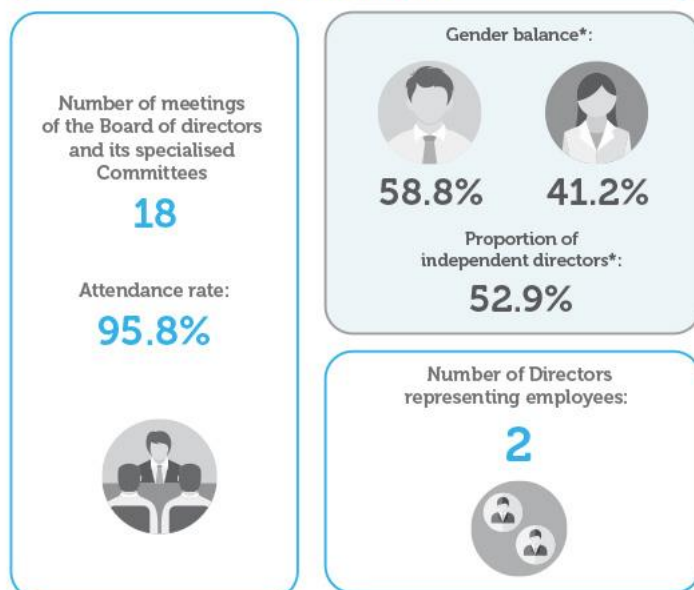 Number of meetings
of the Board of directors
and its specialised
Committees
18
Attendance rate:
95.8%
Gender balance*:
58.8% 41.2%
Proportion of
independent directors*:
52.9%
Number of Directors
representing employees:
2